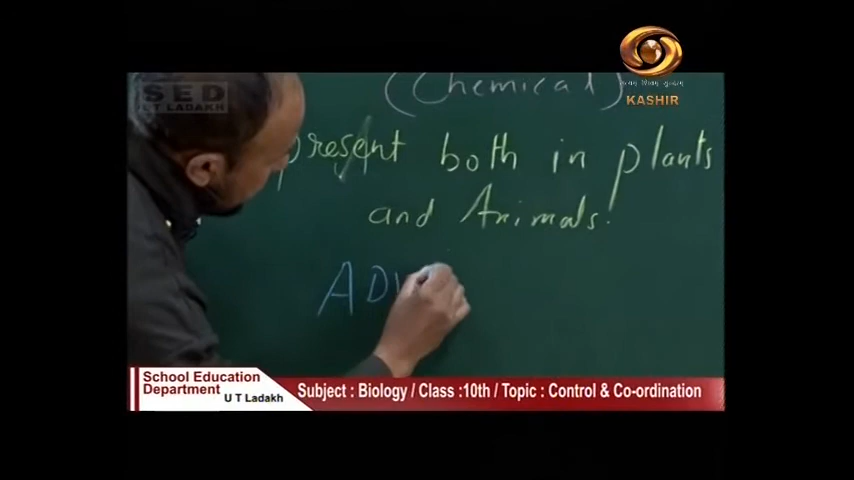 SED
UT LADAKH
KASHIR
(Chemical)
present both in plants
and Animals!
AD
School Education
Department
U T Ladakh
Subject : Biology / Class :10th / Topic : Control & Co-ordination